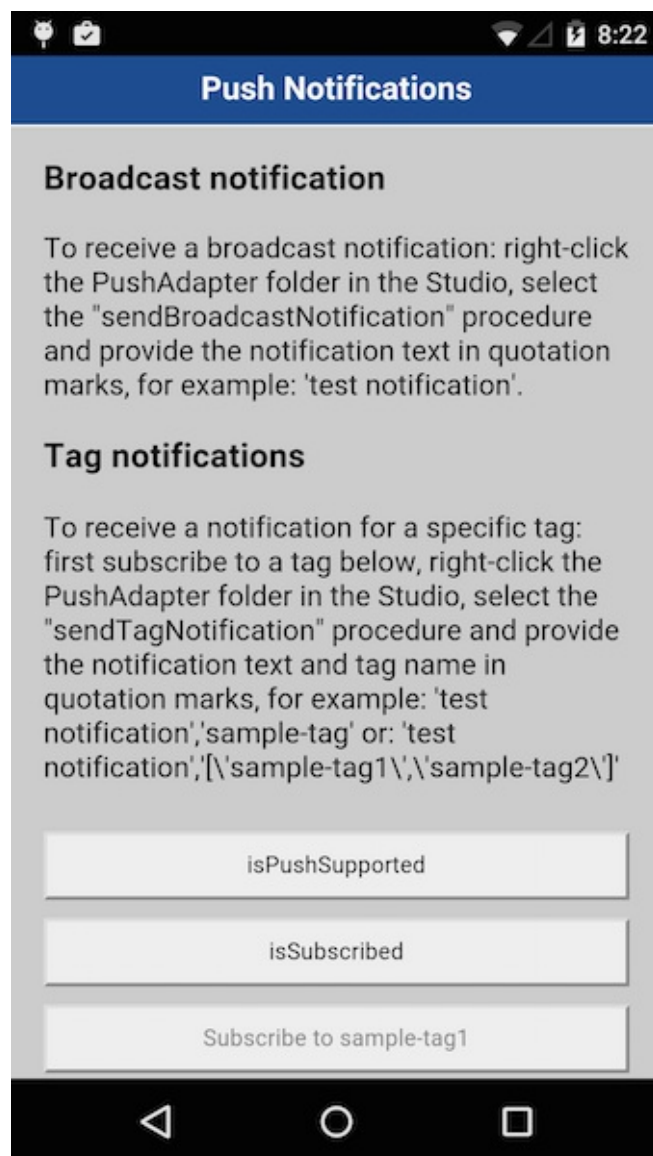 8:22
Push Notifications
Broadcast notification
To receive a broadcast notification: right-click
the PushAdapter folder in the Studio, select
the "sendBroadcastNotification" procedure
and provide the notification text in quotation
marks, for example: 'test notification'.
Tag notifications
To receive a notification for a specific tag:
first subscribe to a tag below, right-click the
PushAdapter folder in the Studio, select the
"sendTagNotification" procedure and provide
the notification text and tag name in
quotation marks, for example: 'test
notification','sample-tag' or: 'test
notification','[\'sample-tag1\',\'sample-tag2\']'
isPushSupported
isSubscribed
Subscribe to sample-tag1